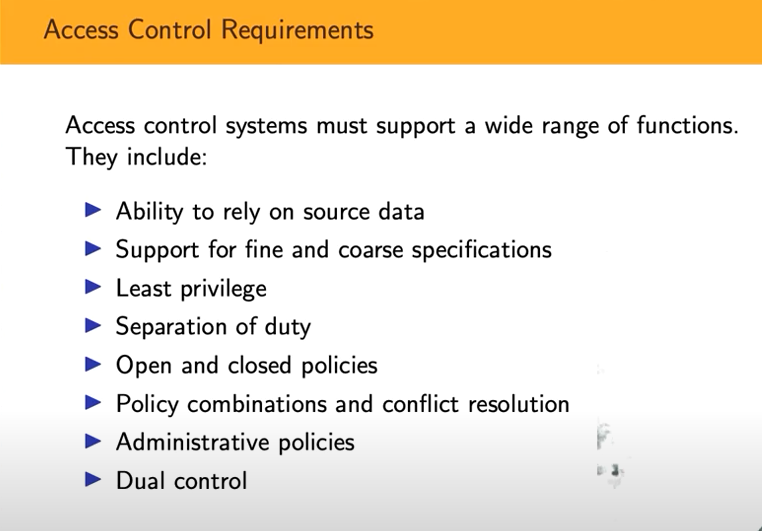 Access Control Requirements
Access control systems must support a wide range of functions.
They include:
Ability to rely on source data
Support for fine and coarse specifications
Least privilege
Separation of duty
Open and closed policies
Policy combinations and conflict resolution
Administrative policies
Dual control